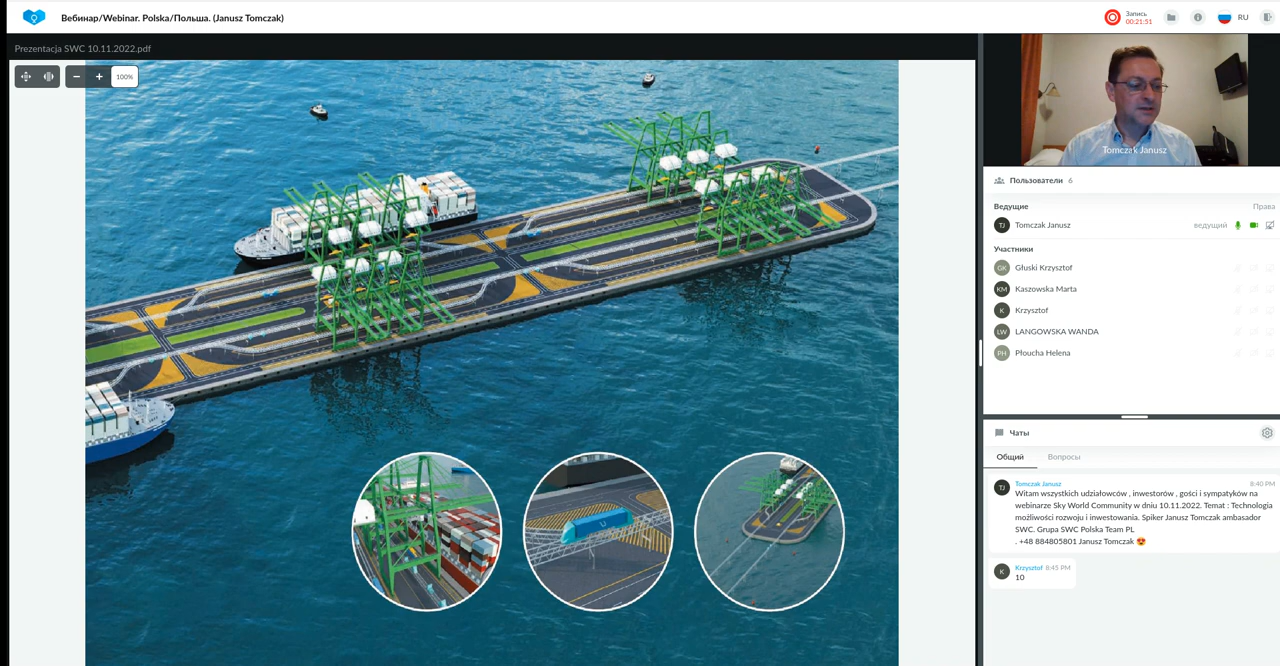 Вебинар/Webinar. Polska/Польша. (Janusz Tomczak)
Запись
00:21:51
RU
Prezentacja SWC 10.11.2022.pdf
100%
Tomczak Janusz
Пользователи 6
Ведущие Права
TJ Tomczak Janusz ведущий
Участники
GK Głuski Krzysztof
KM Kaszowska Marta
K Krzysztof
LW LANGOWSKA WANDA
PH Płoucha Helena
Чаты
Общий Вопросы
TJ Tomczak Janusz 8:40 PM
Witam wszystkich udziałowców , inwestorów , gości i sympatyków na
webinarze Sky World Community w dniu 10.11.2022. Temat : Technologia
możliwości rozwoju i inwestowania. Spiker Janusz Tomczak ambasador
SWC. Grupa SWC Polska Team PL
. +48 884805801 Janusz Tomczak 😍
K Krzysztof 8:45 PM
10